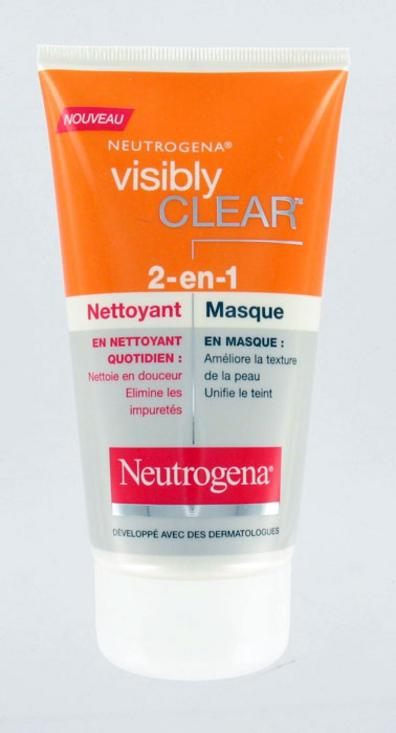 NOUVEAU
NEUTROGENA®
visibly
CLEAR™
2-en-1
Nettoyant
EN NETTOYANT
QUOTIDIEN :
Nettoie en douceur
Elimine les
impuretés
Masque
EN MASQUE :
Améliore la texture
de la peau
Unifie le teint
Neutrogena®
DÉVELOPPÉ AVEC DES DERMATOLOGUES